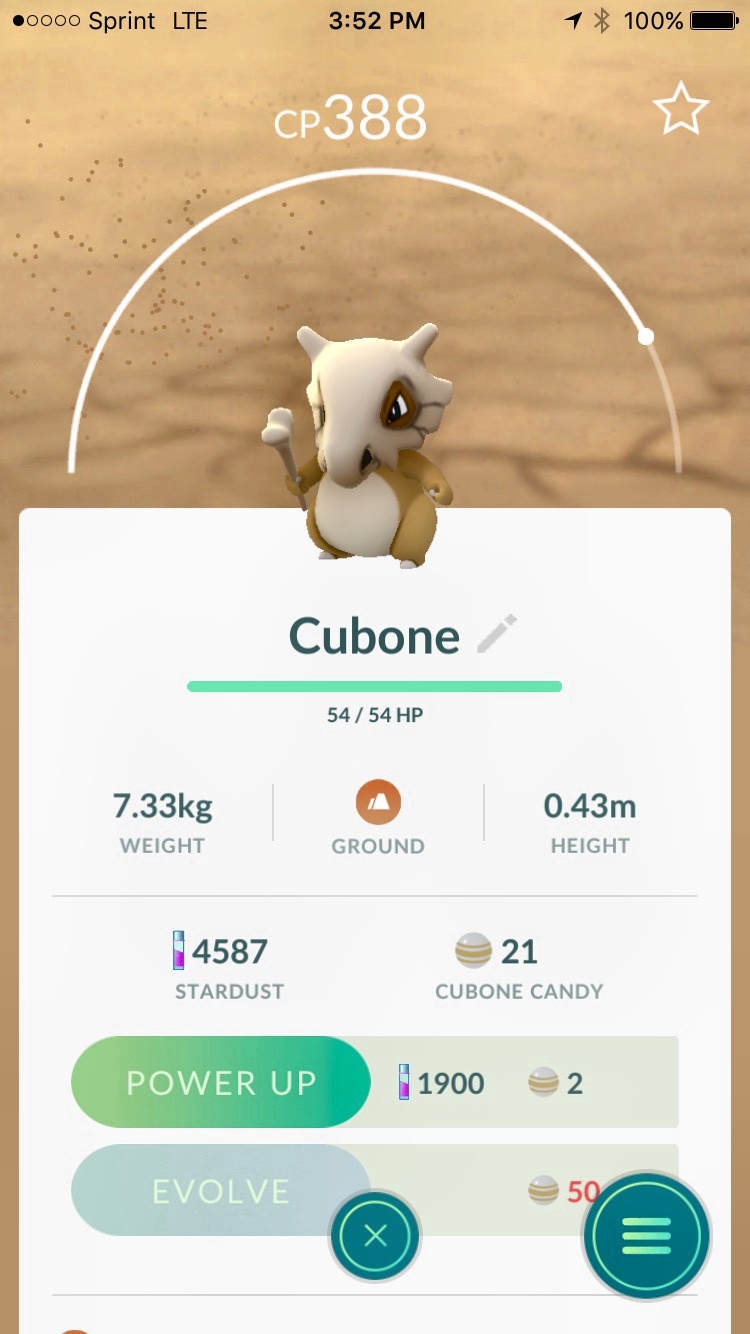 Sprint LTE 3:52 PM 100%
CP388
Cubone
54 / 54 HP
7.33kg 0.43m
WEIGHT GROUND HEIGHT
4587 21
STARDUST CUBONE CANDY
POWER UP 1900 2
EVOLVE 50